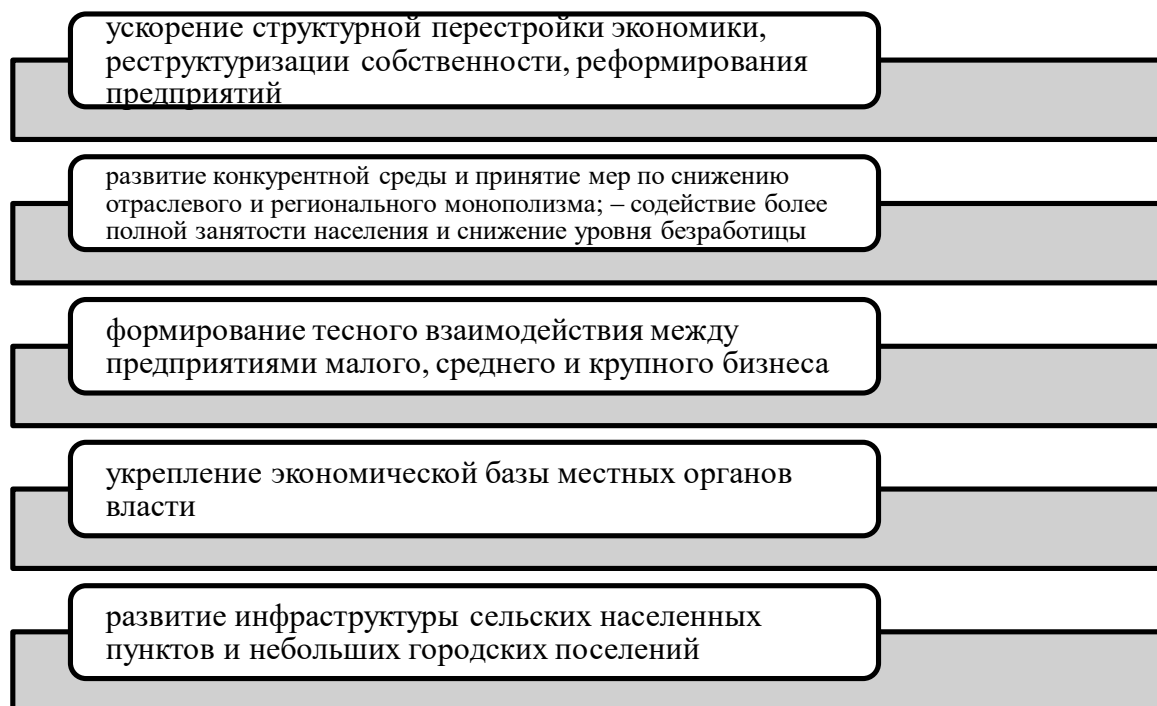 ускорение структурной перестройки экономики,
реструктуризации собственности, реформирования
предприятий
развитие конкурентной среды и принятие мер по снижению
отраслевого и регионального монополизма; – содействие более
полной занятости населения и снижение уровня безработицы
формирование тесного взаимодействия между
предприятиями малого, среднего и крупного бизнеса
укрепление экономической базы местных органов
власти
развитие инфраструктуры сельских населенных
пунктов и небольших городских поселений